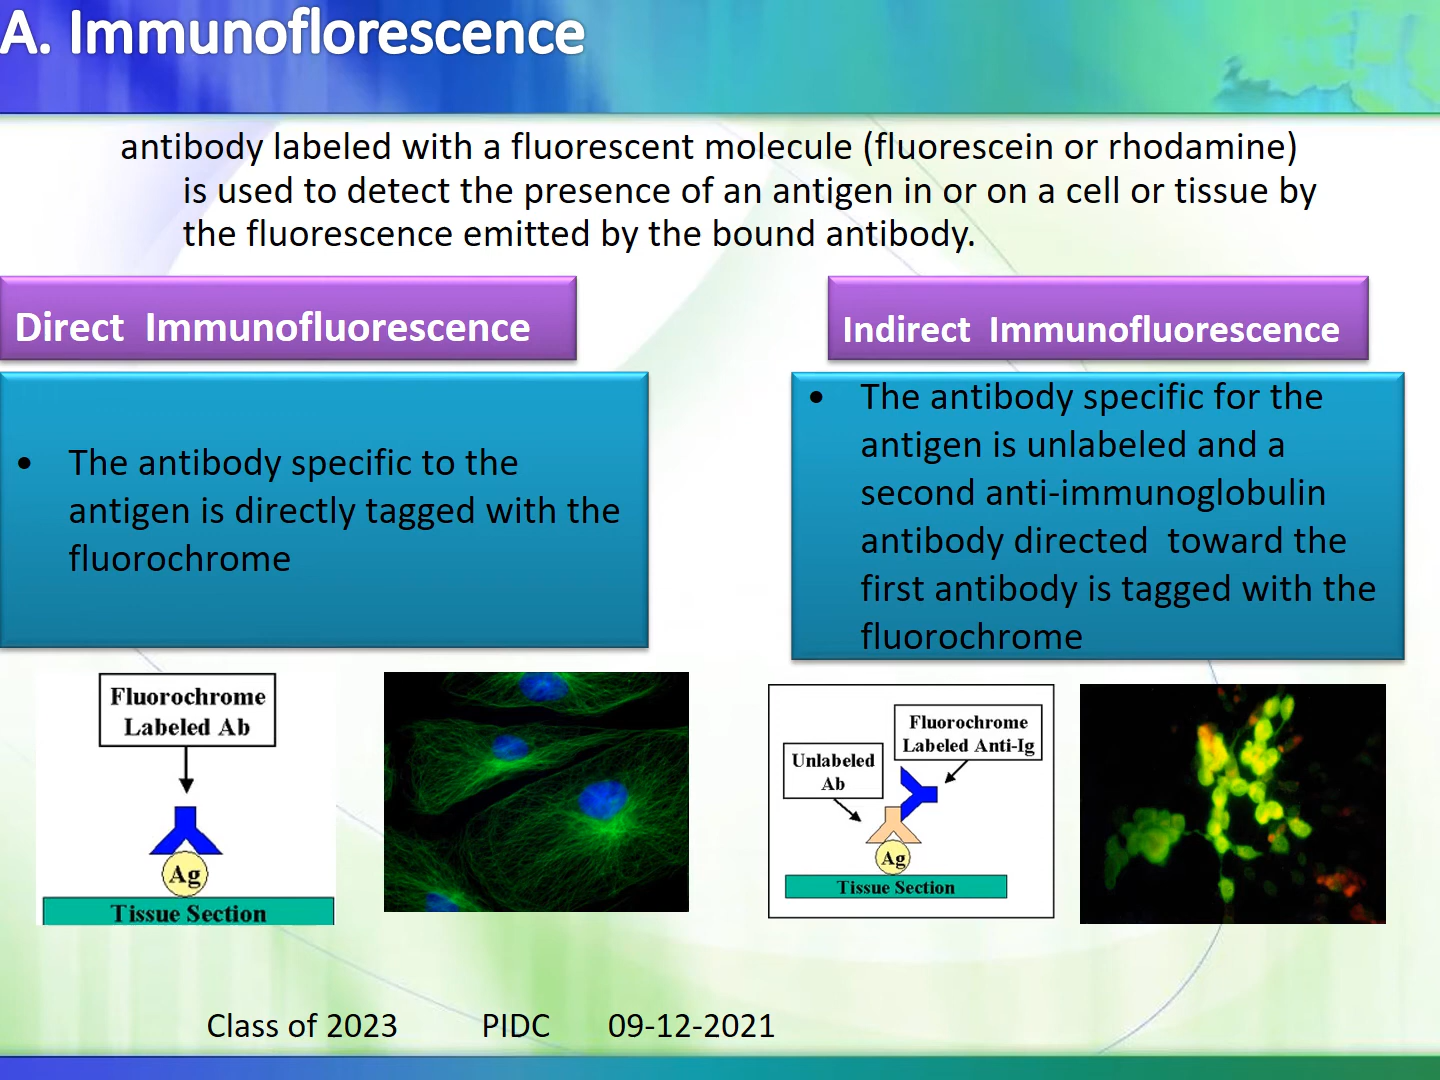 A. Immunoflorescence
antibody labeled with a fluorescent molecule (fluorescein or rhodamine)
is used to detect the presence of an antigen in or on a cell or tissue by
the fluorescence emitted by the bound antibody.
Direct Immunofluorescence
• The antibody specific to the
antigen is directly tagged with the
fluorochrome
Indirect Immunofluorescence
• The antibody specific for the
antigen is unlabeled and a
second anti-immunoglobulin
antibody directed toward the
first antibody is tagged with the
fluorochrome
Fluorochrome
Labeled Ab
Ag
Tissue Section
Fluorochrome
Labeled Anti-Ig
Unlabeled
Ab
Ag
Tissue Section
Class of 2023 PIDC 09-12-2021